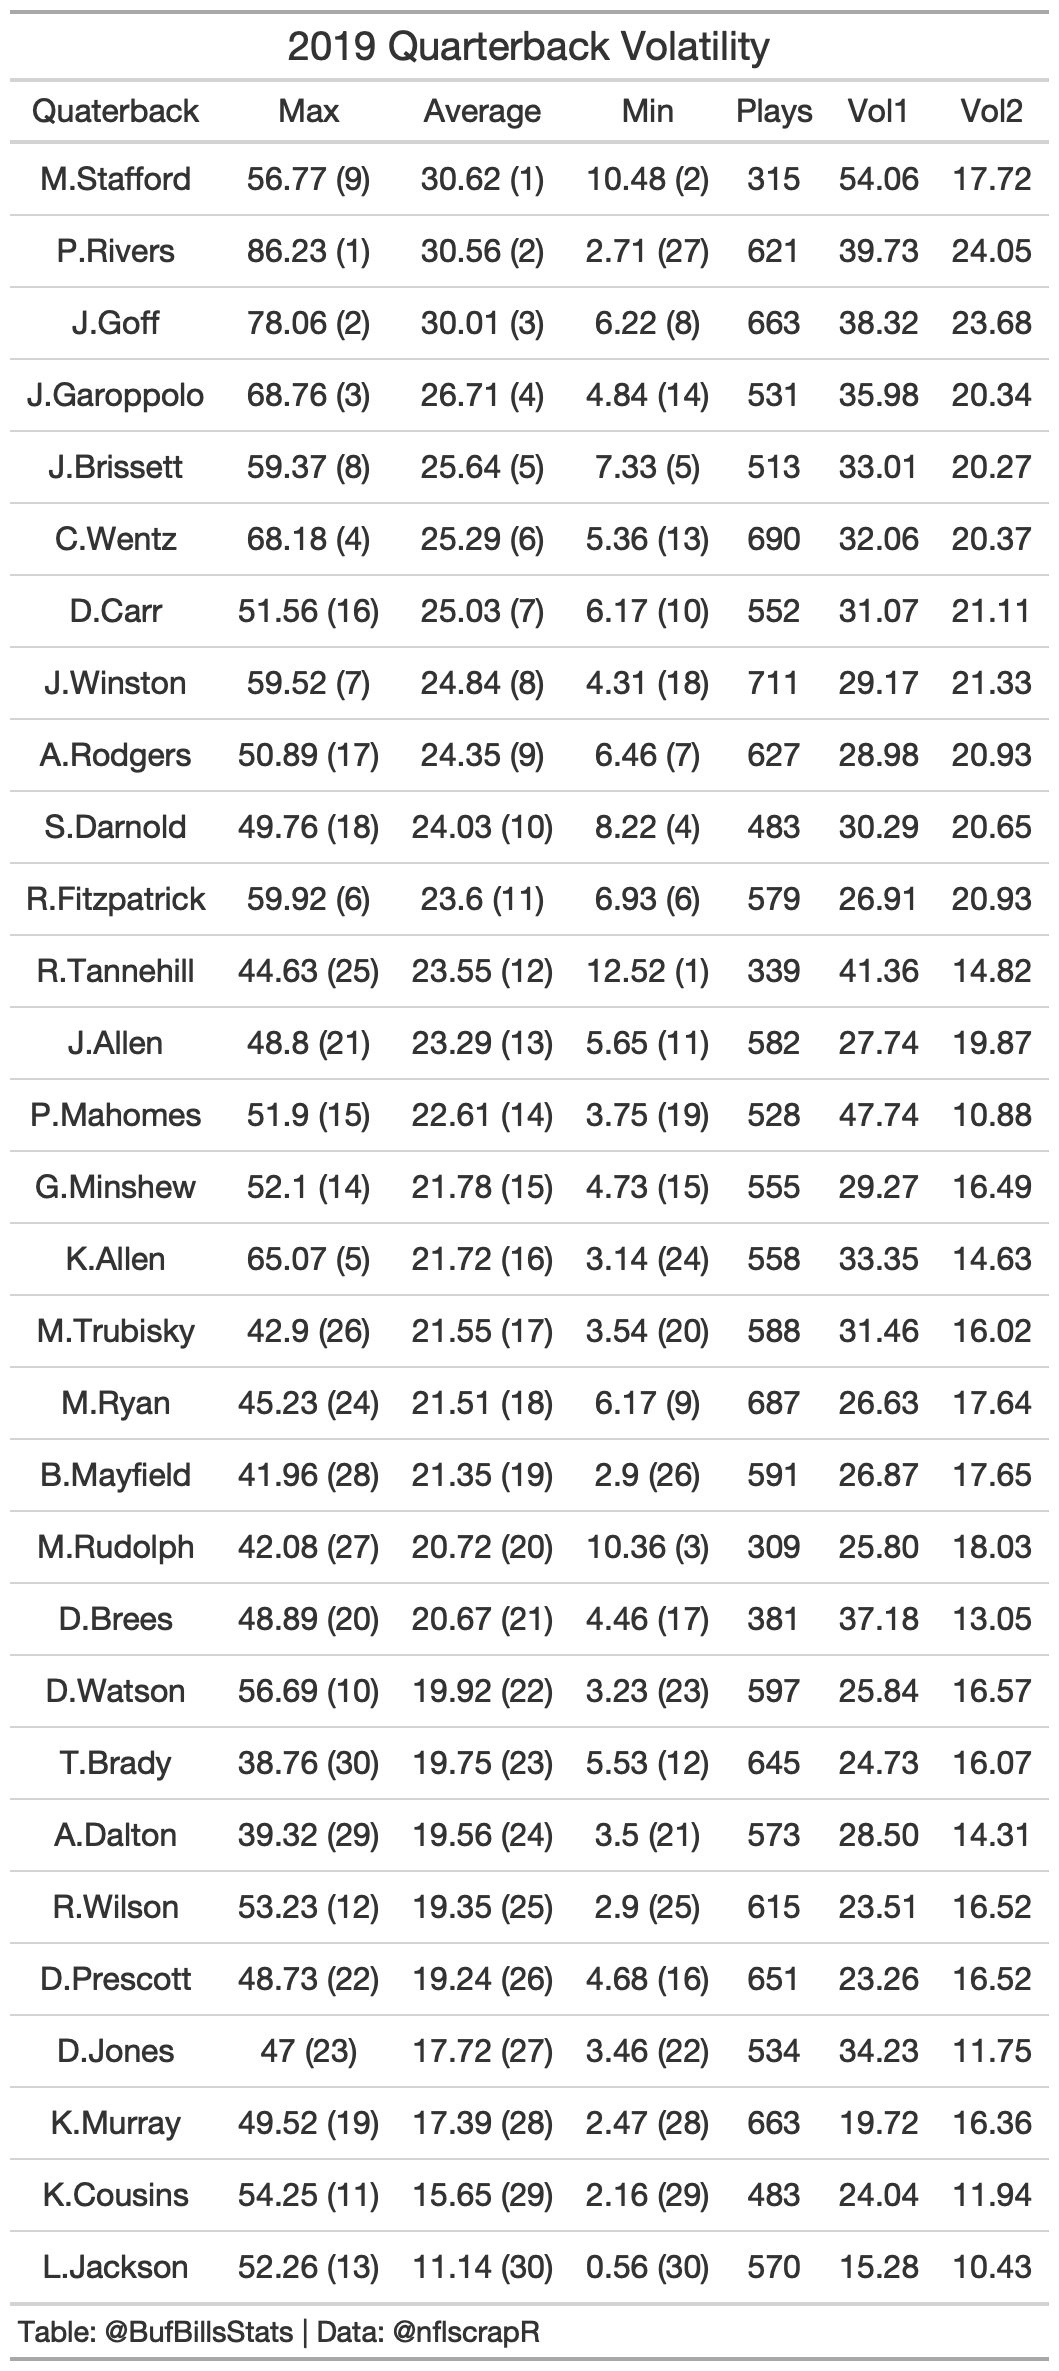 2019 Quarterback Volatility
Quaterback Max Average Min Plays Vol1 Vol2
M.Stafford 56.77 (9) 30.62 (1) 10.48 (2) 315 54.06 17.72
P.Rivers 86.23 (1) 30.56 (2) 2.71 (27) 621 39.73 24.05
J.Goff 78.06 (2) 30.01 (3) 6.22 (8) 663 38.32 23.68
J.Garoppolo 68.76 (3) 26.71 (4) 4.84 (14) 531 35.98 20.34
J.Brissett 59.37 (8) 25.64 (5) 7.33 (5) 513 33.01 20.27
C.Wentz 68.18 (4) 25.29 (6) 5.36 (13) 690 32.06 20.37
D.Carr 51.56 (16) 25.03 (7) 6.17 (10) 552 31.07 21.11
J.Winston 59.52 (7) 24.84 (8) 4.31 (18) 711 29.17 21.33
A.Rodgers 50.89 (17) 24.35 (9) 6.46 (7) 627 28.98 20.93
S.Darnold 49.76 (18) 24.03 (10) 8.22 (4) 483 30.29 20.65
R.Fitzpatrick 59.92 (6) 23.6 (11) 6.93 (6) 579 26.91 20.93
R.Tannehill 44.63 (25) 23.55 (12) 12.52 (1) 339 41.36 14.82
J.Allen 48.8 (21) 23.29 (13) 5.65 (11) 582 27.74 19.87
P.Mahomes 51.9 (15) 22.61 (14) 3.75 (19) 528 47.74 10.88
G.Minshew 52.1 (14) 21.78 (15) 4.73 (15) 555 29.27 16.49
K.Allen 65.07 (5) 21.72 (16) 3.14 (24) 558 33.35 14.63
M.Trubisky 42.9 (26) 21.55 (17) 3.54 (20) 588 31.46 16.02
M.Ryan 45.23 (24) 21.51 (18) 6.17 (9) 687 26.63 17.64
B.Mayfield 41.96 (28) 21.35 (19) 2.9 (26) 591 26.87 17.65
M.Rudolph 42.08 (27) 20.72 (20) 10.36 (3) 309 25.80 18.03
D.Brees 48.89 (20) 20.67 (21) 4.46 (17) 381 37.18 13.05
D.Watson 56.69 (10) 19.92 (22) 3.23 (23) 597 25.84 16.57
T.Brady 38.76 (30) 19.75 (23) 5.53 (12) 645 24.73 16.07
A.Dalton 39.32 (29) 19.56 (24) 3.5 (21) 573 28.50 14.31
R.Wilson 53.23 (12) 19.35 (25) 2.9 (25) 615 23.51 16.52
D.Prescott 48.73 (22) 19.24 (26) 4.68 (16) 651 23.26 16.52
D.Jones 47 (23) 17.72 (27) 3.46 (22) 534 34.23 11.75
K.Murray 49.52 (19) 17.39 (28) 2.47 (28) 663 19.72 16.36
K.Cousins 54.25 (11) 15.65 (29) 2.16 (29) 483 24.04 11.94
L.Jackson 52.26 (13) 11.14 (30) 0.56 (30) 570 15.28 10.43
Table: @BufBillsStats | Data: @nflscrapR